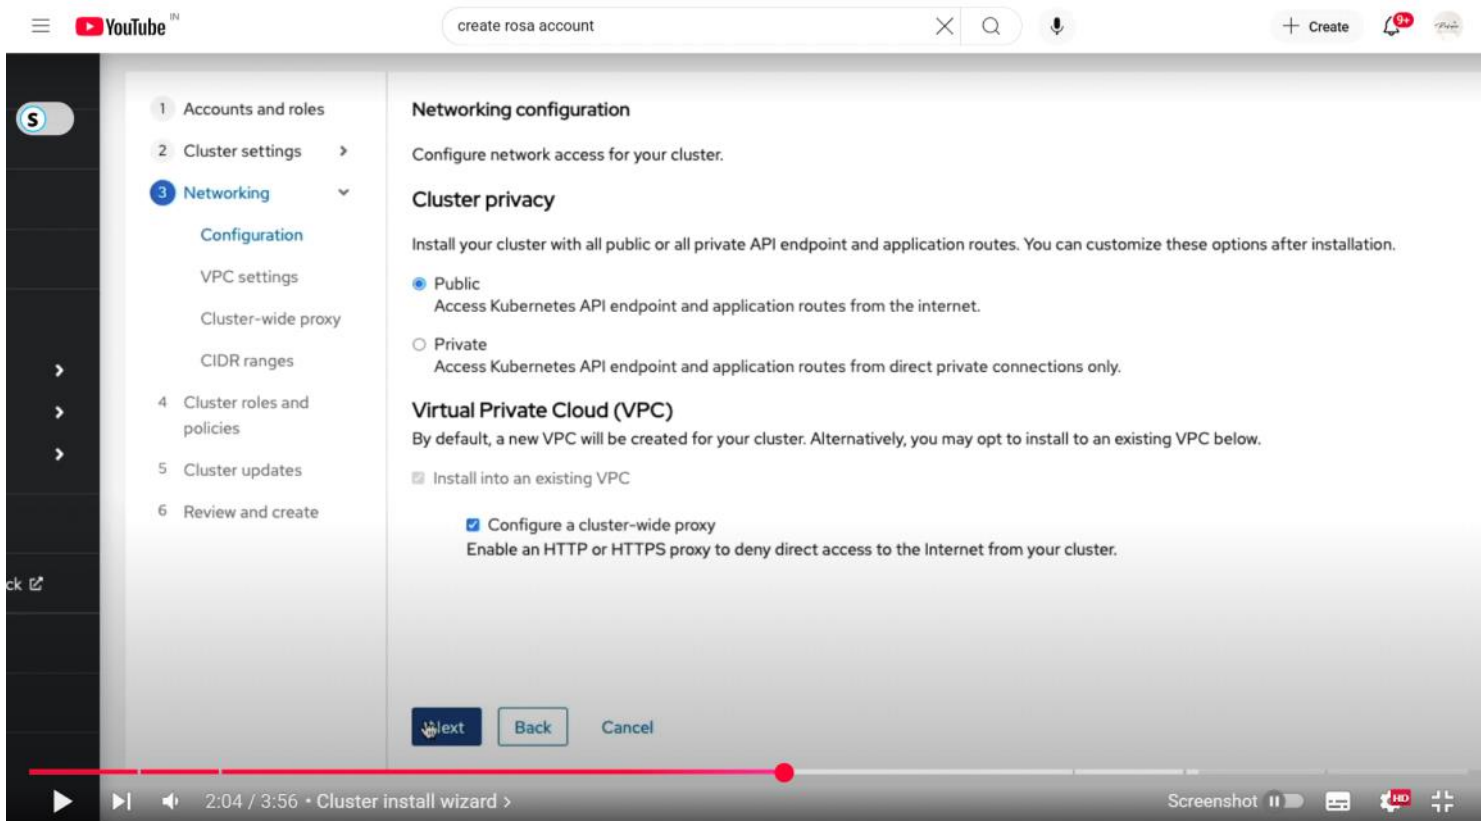 YouTube IN
create rosa account
Create
9+
S
1 Accounts and roles
2 Cluster settings
3 Networking
Configuration
VPC settings
Cluster-wide proxy
CIDR ranges
4 Cluster roles and
policies
5 Cluster updates
6 Review and create
ck
Networking configuration
Configure network access for your cluster.
Cluster privacy
Install your cluster with all public or all private API endpoint and application routes. You can customize these options after installation.
Public
Access Kubernetes API endpoint and application routes from the internet.
Private
Access Kubernetes API endpoint and application routes from direct private connections only.
Virtual Private Cloud (VPC)
By default, a new VPC will be created for your cluster. Alternatively, you may opt to install to an existing VPC below.
Install into an existing VPC
Configure a cluster-wide proxy
Enable an HTTP or HTTPS proxy to deny direct access to the Internet from your cluster.
Next
Back
Cancel
2:04 / 3:56 • Cluster install wizard
Screenshot
HD